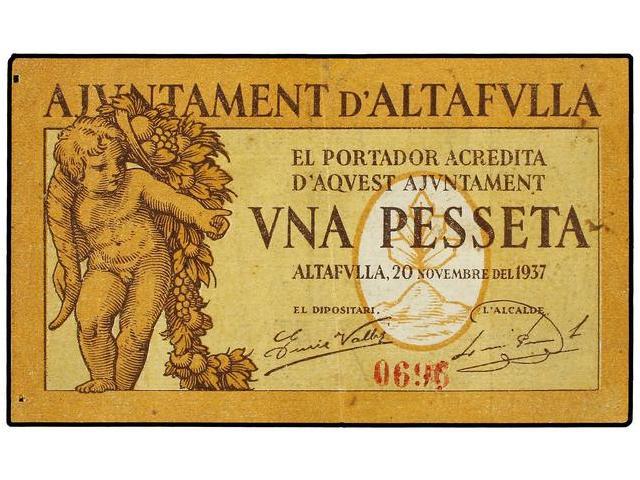 AJVNTAMENT D'ALTAFVLLA
EL PORTADOR ACREDITA
D'AQVEST AJVNTAMENT
VNA PESSETA
ALTAFVLLA, 20 NOVEMBRE DEL 1937
EL DIPOSITARI, L'ALCALDE,
0696